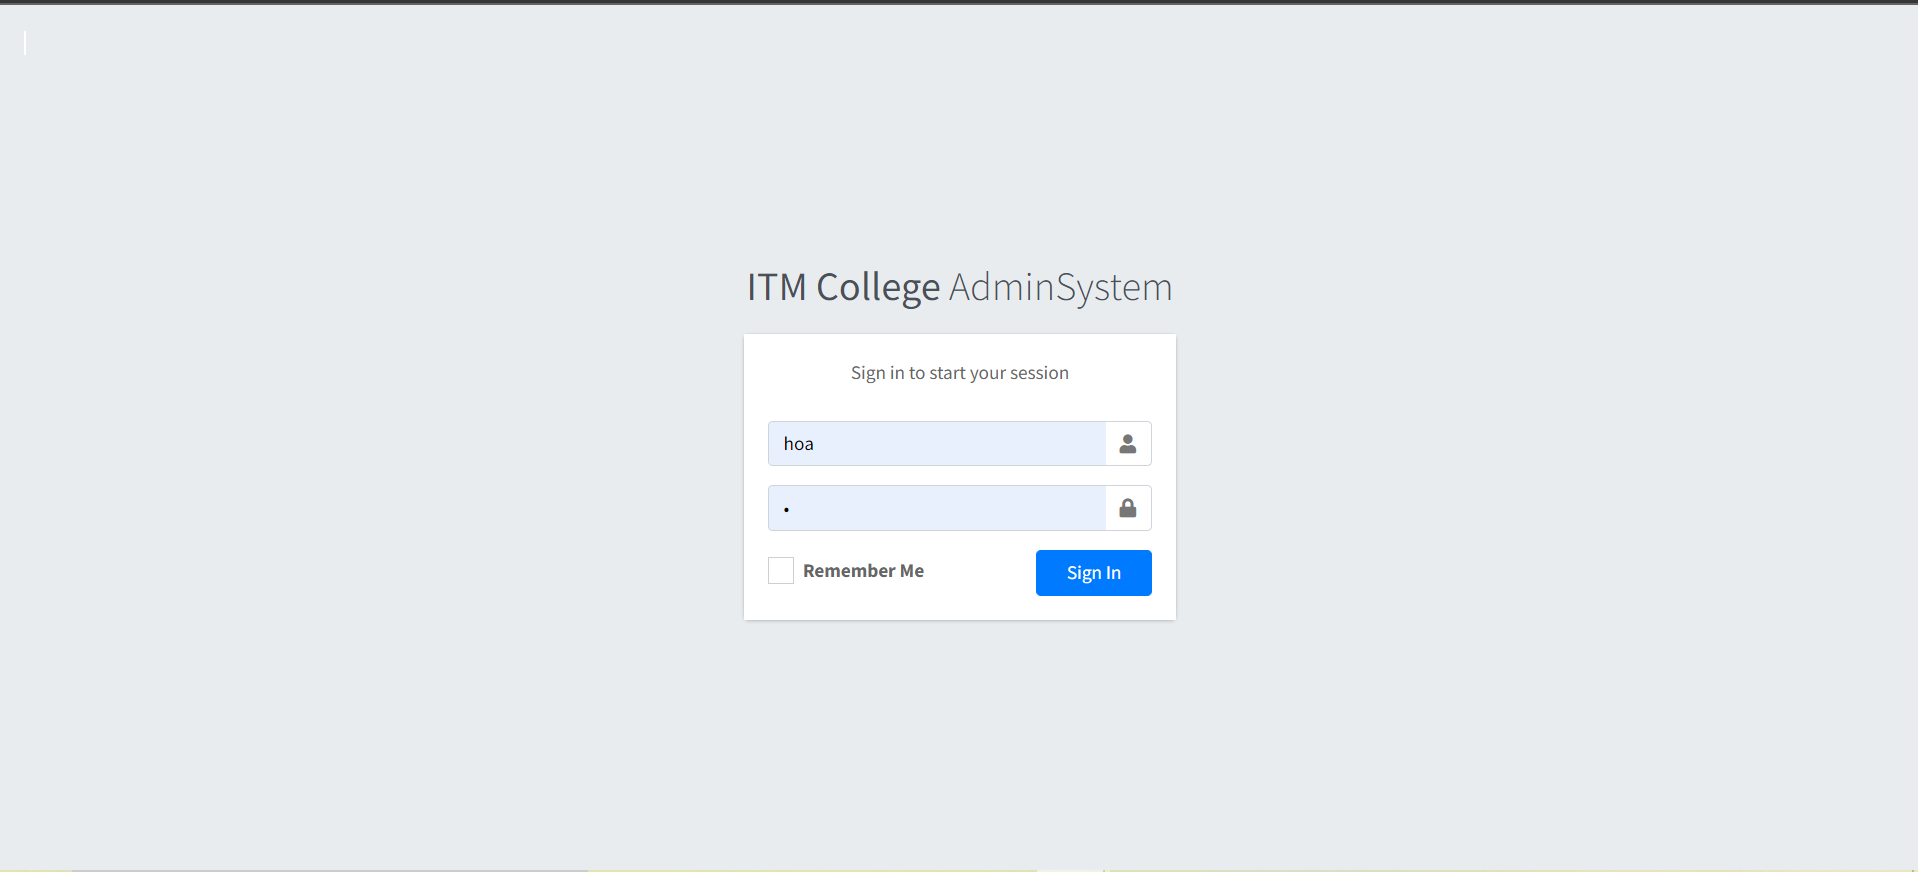 ITM College AdminSystem
Sign in to start your session
hoa
•
Remember Me
Sign In